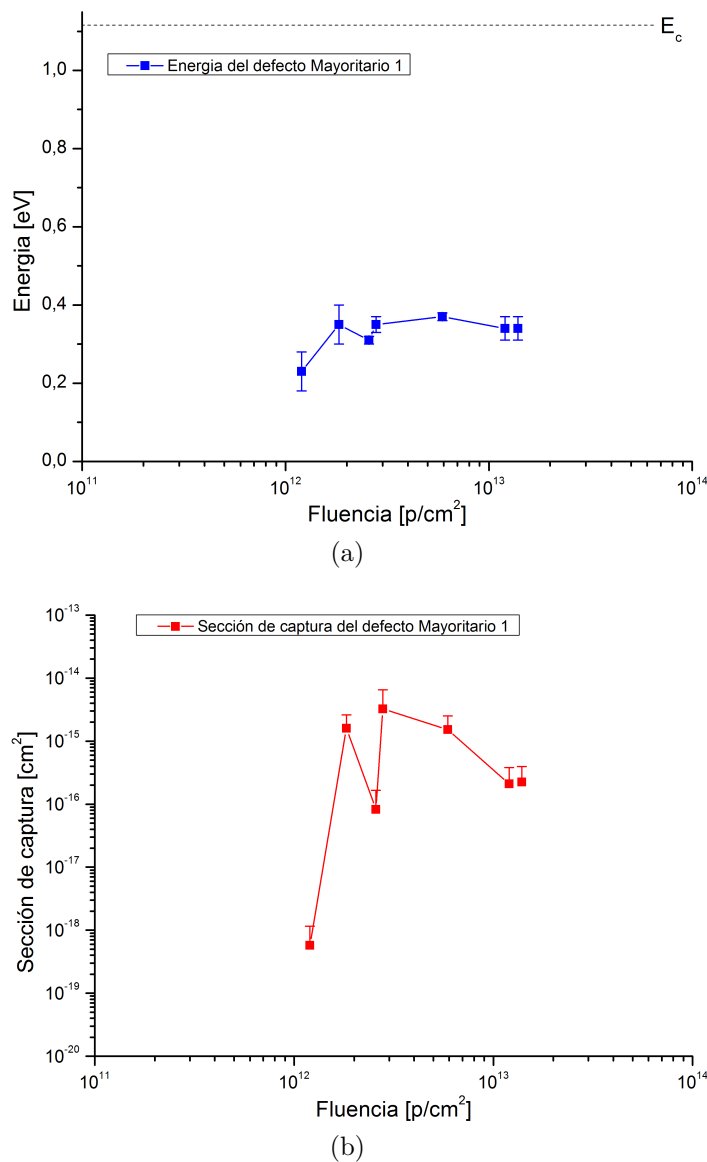 E_c
Energia del defecto Mayoritario 1
1,0
0,8
0,6
0,4
0,2
0,0
Energia [eV]
10^11
10^12
10^13
10^14
Fluencia [p/cm^2]
(a)
10^-13
Sección de captura del defecto Mayoritario 1
10^-14
10^-15
10^-16
10^-17
10^-18
10^-19
10^-20
Sección de captura [cm^2]
10^11
10^12
10^13
10^14
Fluencia [p/cm^2]
(b)